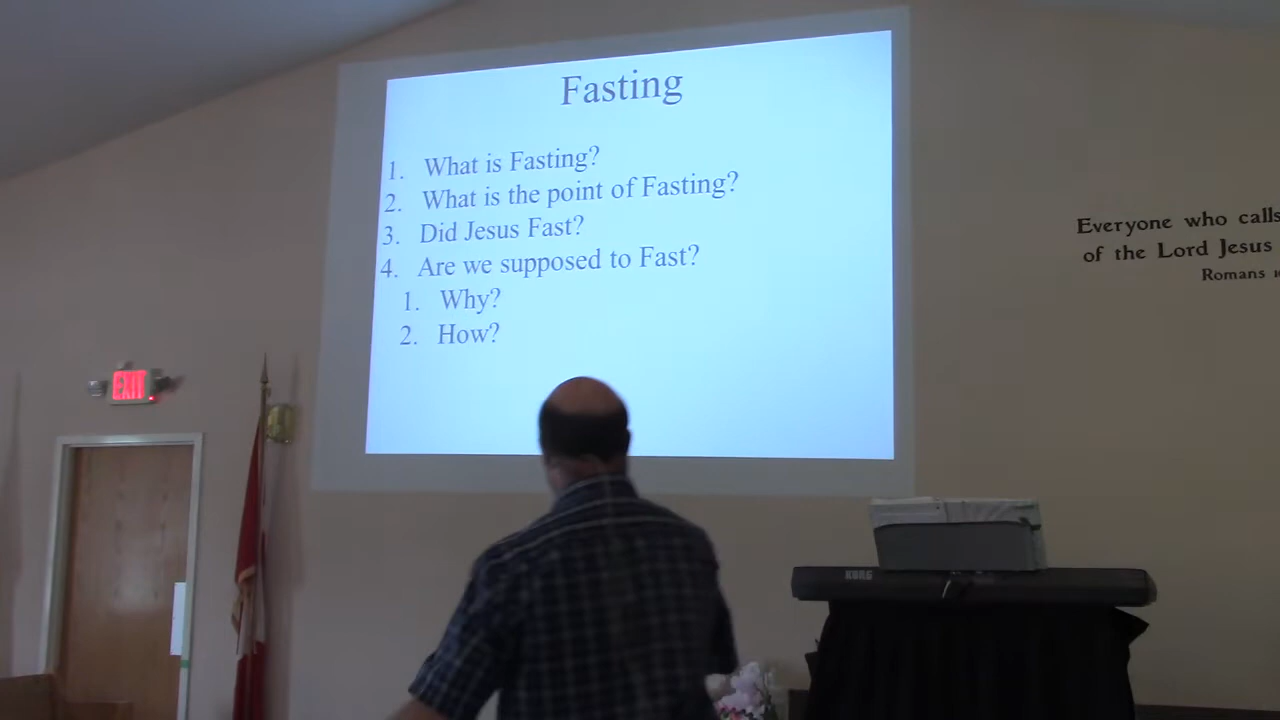 Fasting
1. What is Fasting?
2. What is the point of Fasting?
3. Did Jesus Fast?
4. Are we supposed to Fast?
1. Why?
2. How?
Everyone who calls
of the Lord Jesus
Romans
EXIT
KORG